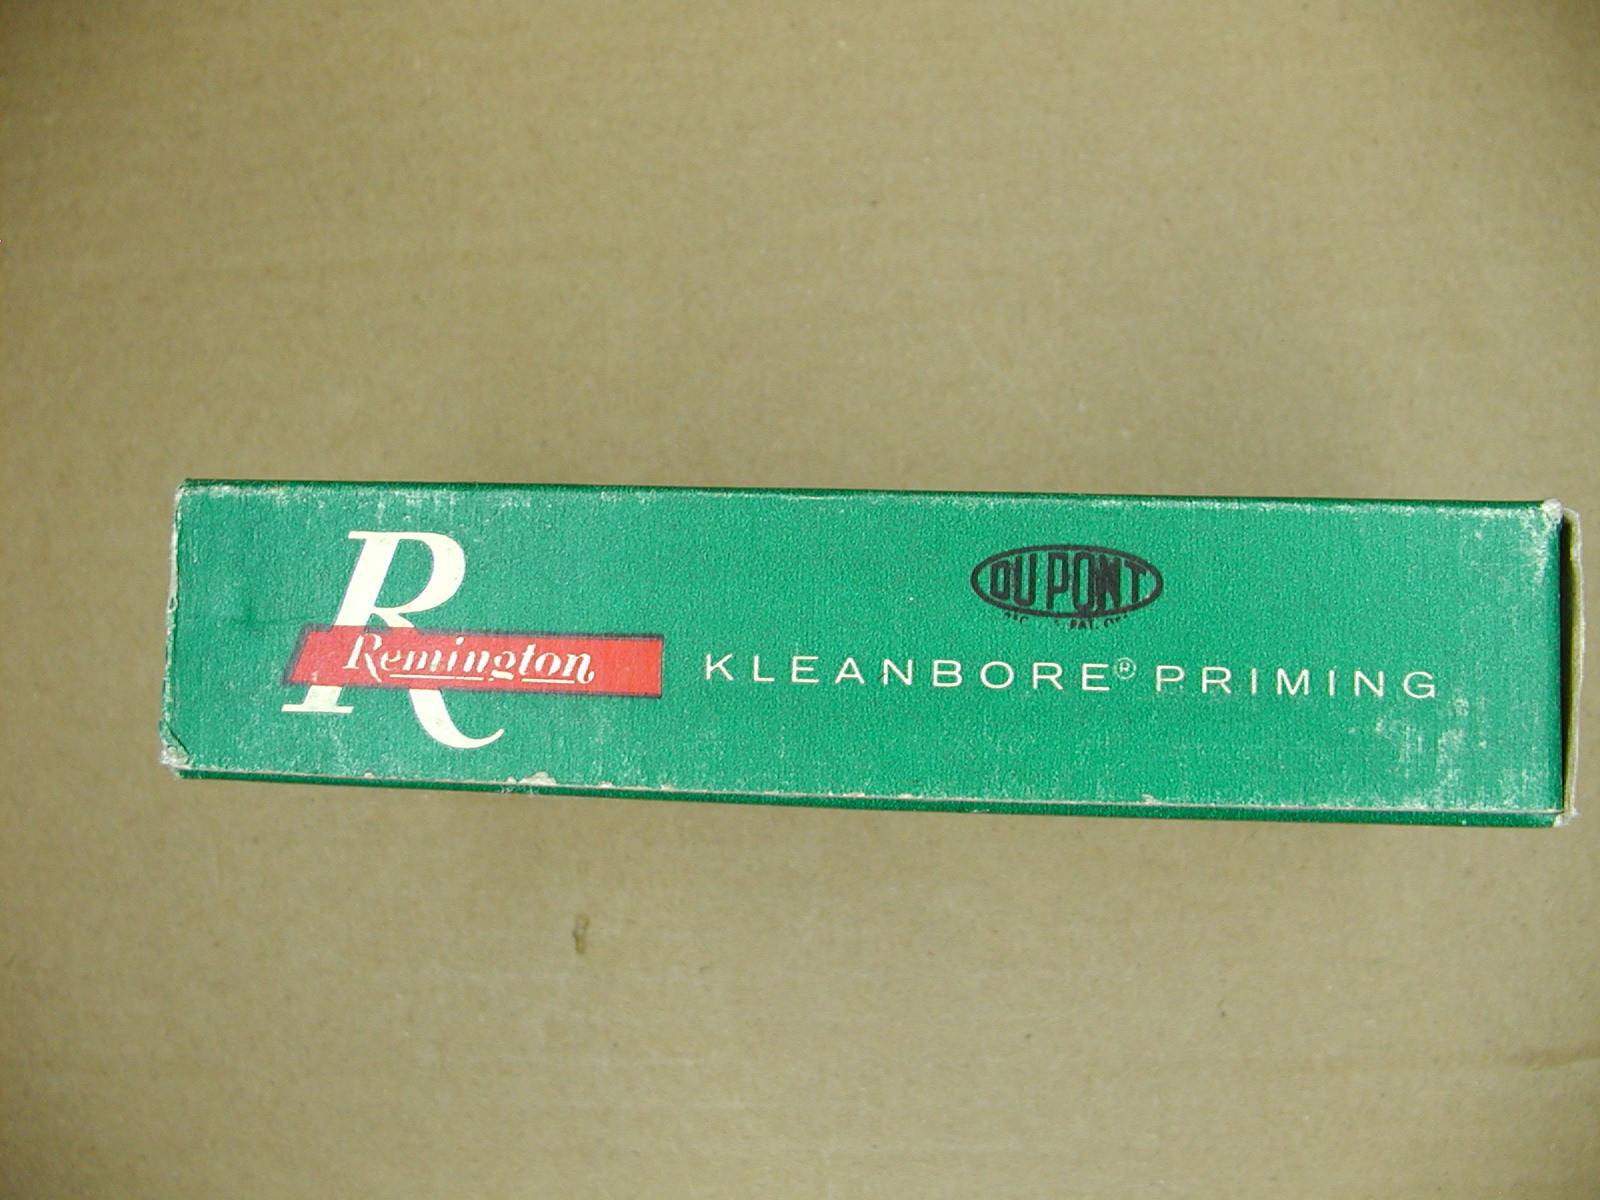 R
Remington
DU PONT
KLEANBORE® PRIMING